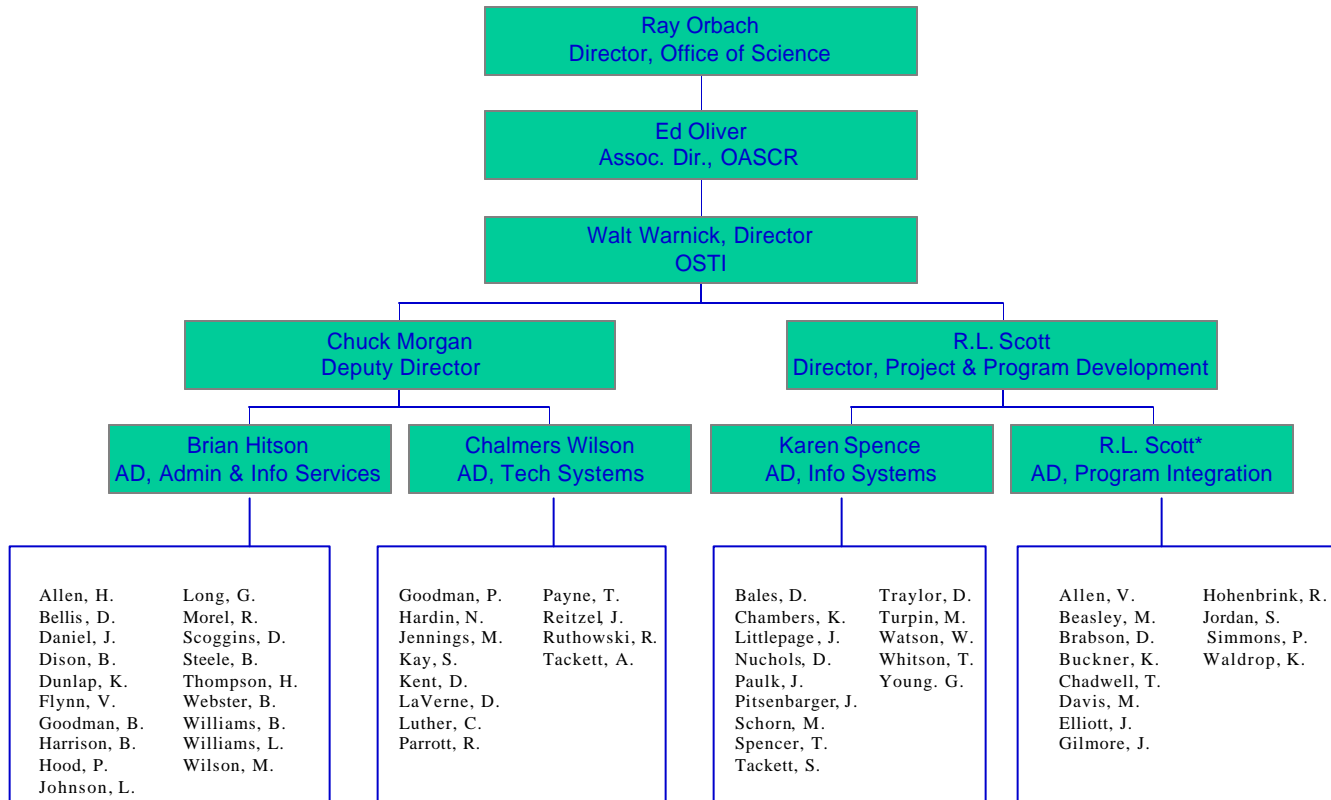 Ray Orbach
Director, Office of Science
Ed Oliver
Assoc. Dir., OASCR
Walt Warnick, Director
OSTI
Chuck Morgan
Deputy Director
R.L. Scott
Director, Project & Program Development
Brian Hitson
AD, Admin & Info Services
Chalmers Wilson
AD, Tech Systems
Karen Spence
AD, Info Systems
R.L. Scott*
AD, Program Integration
Allen, H.
Bellis, D.
Daniel, J.
Dison, B.
Dunlap, K.
Flynn, V.
Goodman, B.
Harrison, B.
Hood, P.
Johnson, L.
Long, G.
Morel, R.
Scoggins, D.
Steele, B.
Thompson, H.
Webster, B.
Williams, B.
Williams, L.
Wilson, M.
Goodman, P.
Hardin, N.
Jennings, M.
Kay, S.
Kent, D.
LaVerne, D.
Luther, C.
Parrott, R.
Payne, T.
Reitzel, J.
Ruthowski, R.
Tackett, A.
Bales, D.
Chambers, K.
Littlepage, J.
Nuchols, D.
Paulk, J.
Pitsenbarger, J.
Schorn, M.
Spencer, T.
Tackett, S.
Traylor, D.
Turpin, M.
Watson, W.
Whitson, T.
Young. G.
Allen, V.
Beasley, M.
Brabson, D.
Buckner, K.
Chadwell, T.
Davis, M.
Elliott, J.
Gilmore, J.
Hohenbrink, R.
Jordan, S.
Simmons, P.
Waldrop, K.